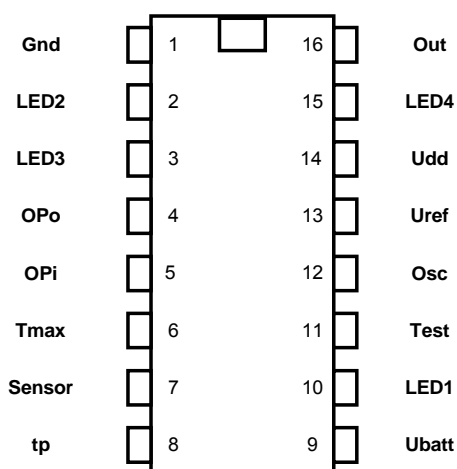 Gnd 1 16 Out
LED2 2 15 LED4
LED3 3 14 Udd
OPo 4 13 Uref
OPi 5 12 Osc
Tmax 6 11 Test
Sensor 7 10 LED1
tp 8 9 Ubatt